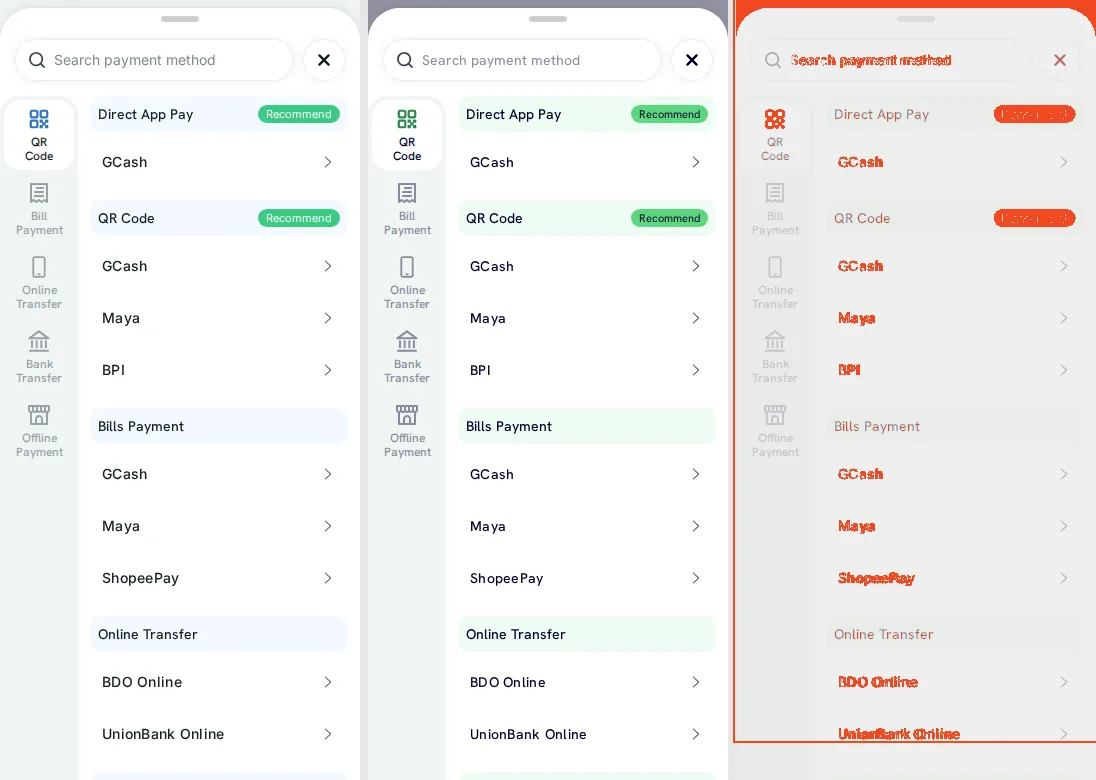 Search payment method
QR
Code
Bill
Payment
Online
Transfer
Bank
Transfer
Offline
Payment
Direct App Pay
Recommend
GCash
QR Code
Recommend
GCash
Maya
BPI
Bills Payment
GCash
Maya
ShopeePay
Online Transfer
BDO Online
UnionBank Online
Search payment method
QR
Code
Bill
Payment
Online
Transfer
Bank
Transfer
Offline
Payment
Direct App Pay
Recommend
GCash
QR Code
Recommend
GCash
Maya
BPI
Bills Payment
GCash
Maya
ShopeePay
Online Transfer
BDO Online
UnionBank Online
Search payment method
QR
Code
Bill
Payment
Online
Transfer
Bank
Transfer
Offline
Payment
Direct App Pay
GCash
QR Code
GCash
Maya
BPI
Bills Payment
GCash
Maya
ShopeePay
Online Transfer
BDO Online
UnionBank Online